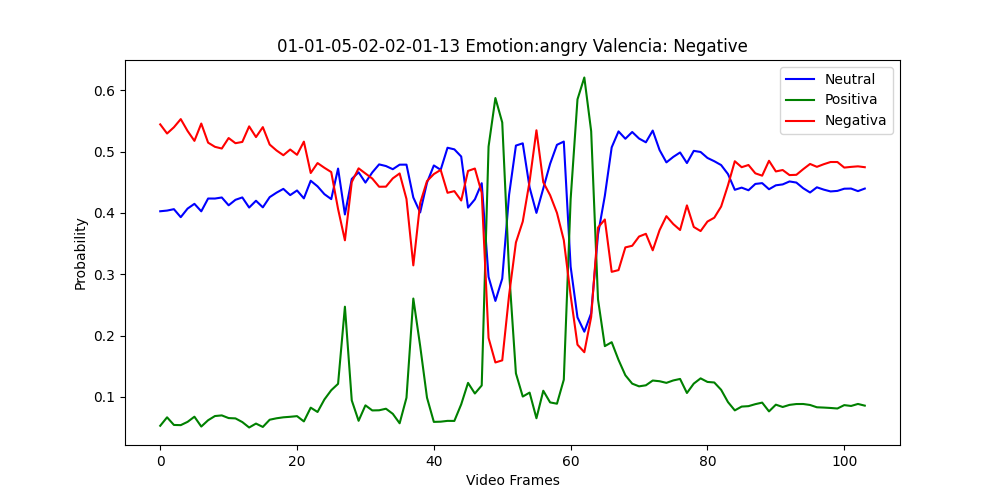 01-01-05-02-02-01-13 Emotion:angry Valencia: Negative
Neutral
Positiva
Negativa
Probability
0.6
0.5
0.4
0.3
0.2
0.1
0 20 40 60 80 100
Video Frames